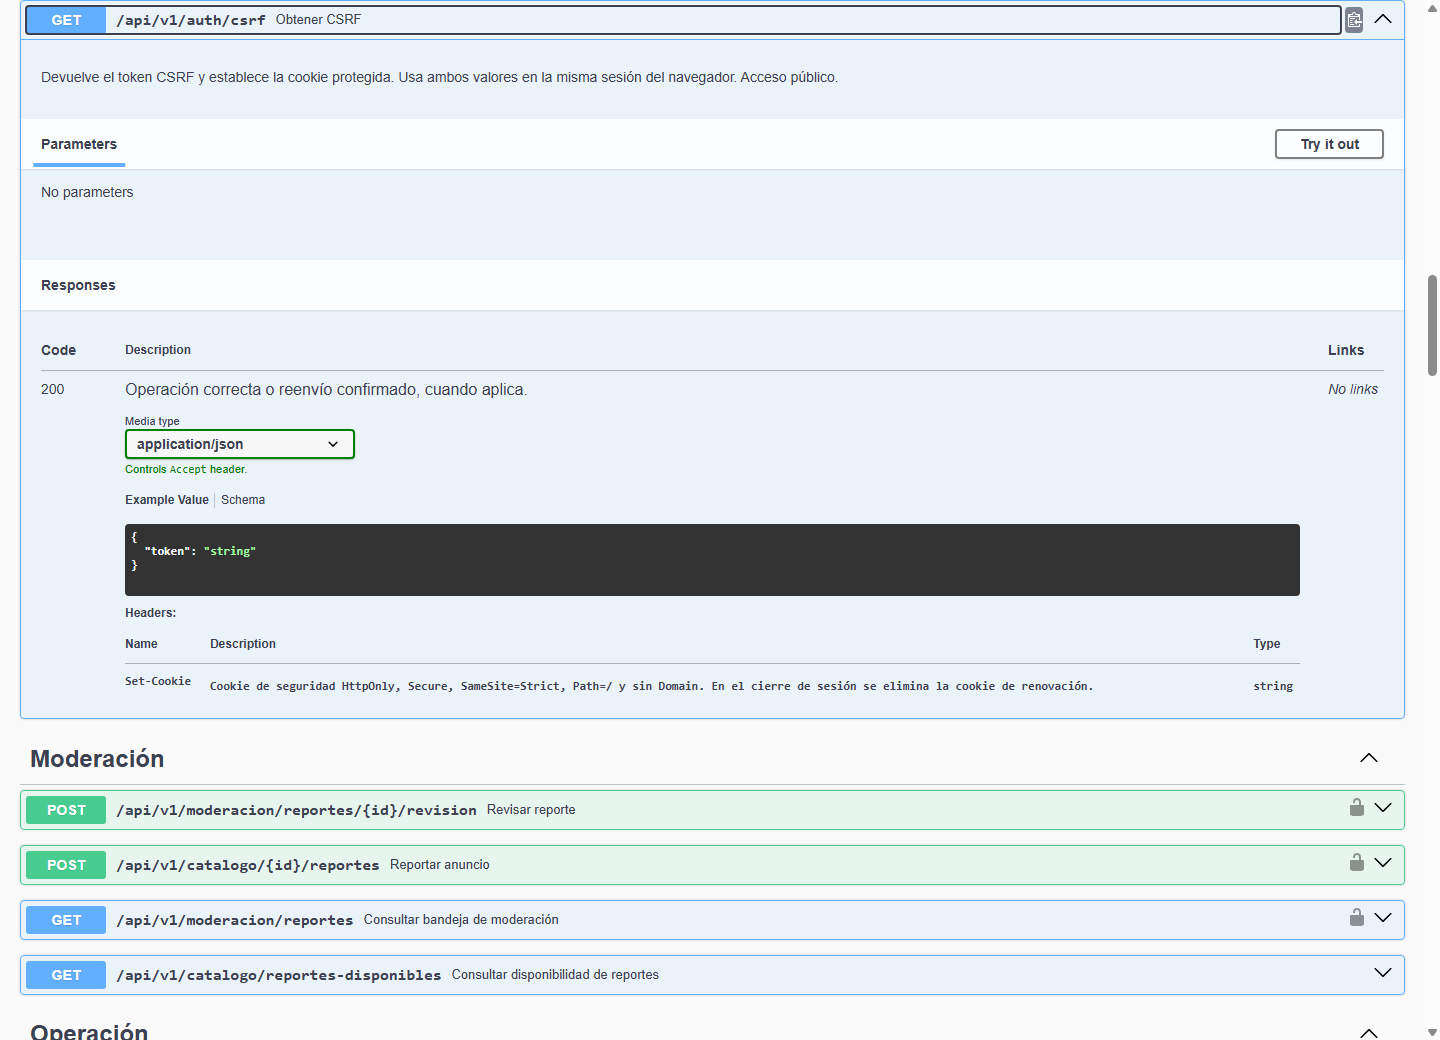 GET /api/v1/auth/csrf Obtener CSRF
Devuelve el token CSRF y establece la cookie protegida. Usa ambos valores en la misma sesión del navegador. Acceso público.
Parameters
Try it out
No parameters
Responses
Code Description Links
200 Operación correcta o reenvío confirmado, cuando aplica. No links
Media type
application/json
Controls Accept header.
Example Value Schema
{
"token": "string"
}
Headers:
Name Description Type
Set-Cookie Cookie de seguridad HttpOnly, Secure, SameSite=Strict, Path=/ y sin Domain. En el cierre de sesión se elimina la cookie de renovación. string
Moderación
POST /api/v1/moderacion/reportes/{id}/revision Revisar reporte
POST /api/v1/catalogo/{id}/reportes Reportar anuncio
GET /api/v1/moderacion/reportes Consultar bandeja de moderación
GET /api/v1/catalogo/reportes-disponibles Consultar disponibilidad de reportes
Operación